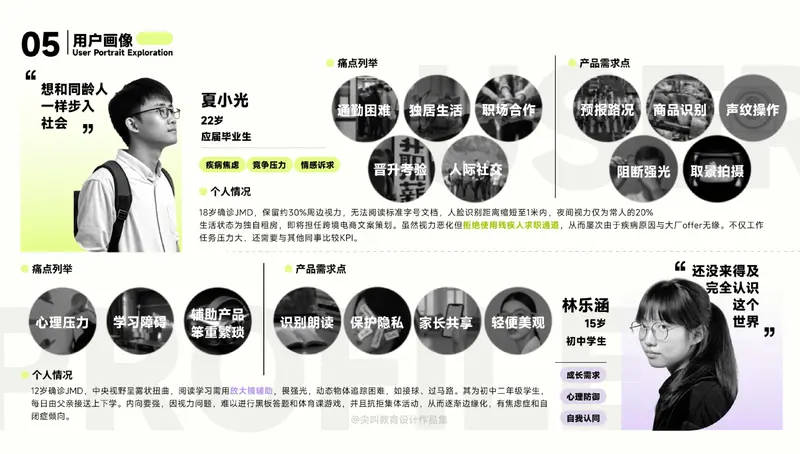 05
用户画像
User Portrait Exploration
“
想和同龄人
一样步入
社会
”
夏小光
22岁
应届毕业生
疾病焦虑
竞争压力
情感诉求
痛点列举
通勤困难
独居生活
职场合作
晋升考验
人际社交
产品需求点
预报路况
商品识别
声纹操作
阻断强光
取景拍摄
个人情况
18岁确诊JMD，保留约30%周边视力，无法阅读标准字号文档，人脸识别距离缩短至1米内，夜间视力仅为常人的20%
生活状态为独自租房，即将担任跨境电商文案策划。虽然视力恶化但拒绝使用残疾人求职通道，从而屡次由于疾病原因与大厂offer无缘。不仅工作
任务压力大，还需要与其他同事比较KPI。
痛点列举
心理压力
学习障碍
辅助产品
笨重繁琐
产品需求点
识别朗读
保护隐私
家长共享
轻便美观
个人情况
12岁确诊JMD，中央视野呈雾状扭曲，阅读学习需用放大镜辅助，畏强光，动态物体追踪困难，如接球、过马路。其为初中二年级学生，
每日由父亲接送上下学。内向要强，因视力问题，难以进行黑板答题和体育课游戏，并且抗拒集体活动，从而逐渐边缘化，有焦虑症和自
闭症倾向。
林乐涵
15岁
初中学生
成长需求
心理防御
自我认同
“
还没来得及
完全认识
这个
世界
”
@尖叫教育设计作品集
USER
PROFILE